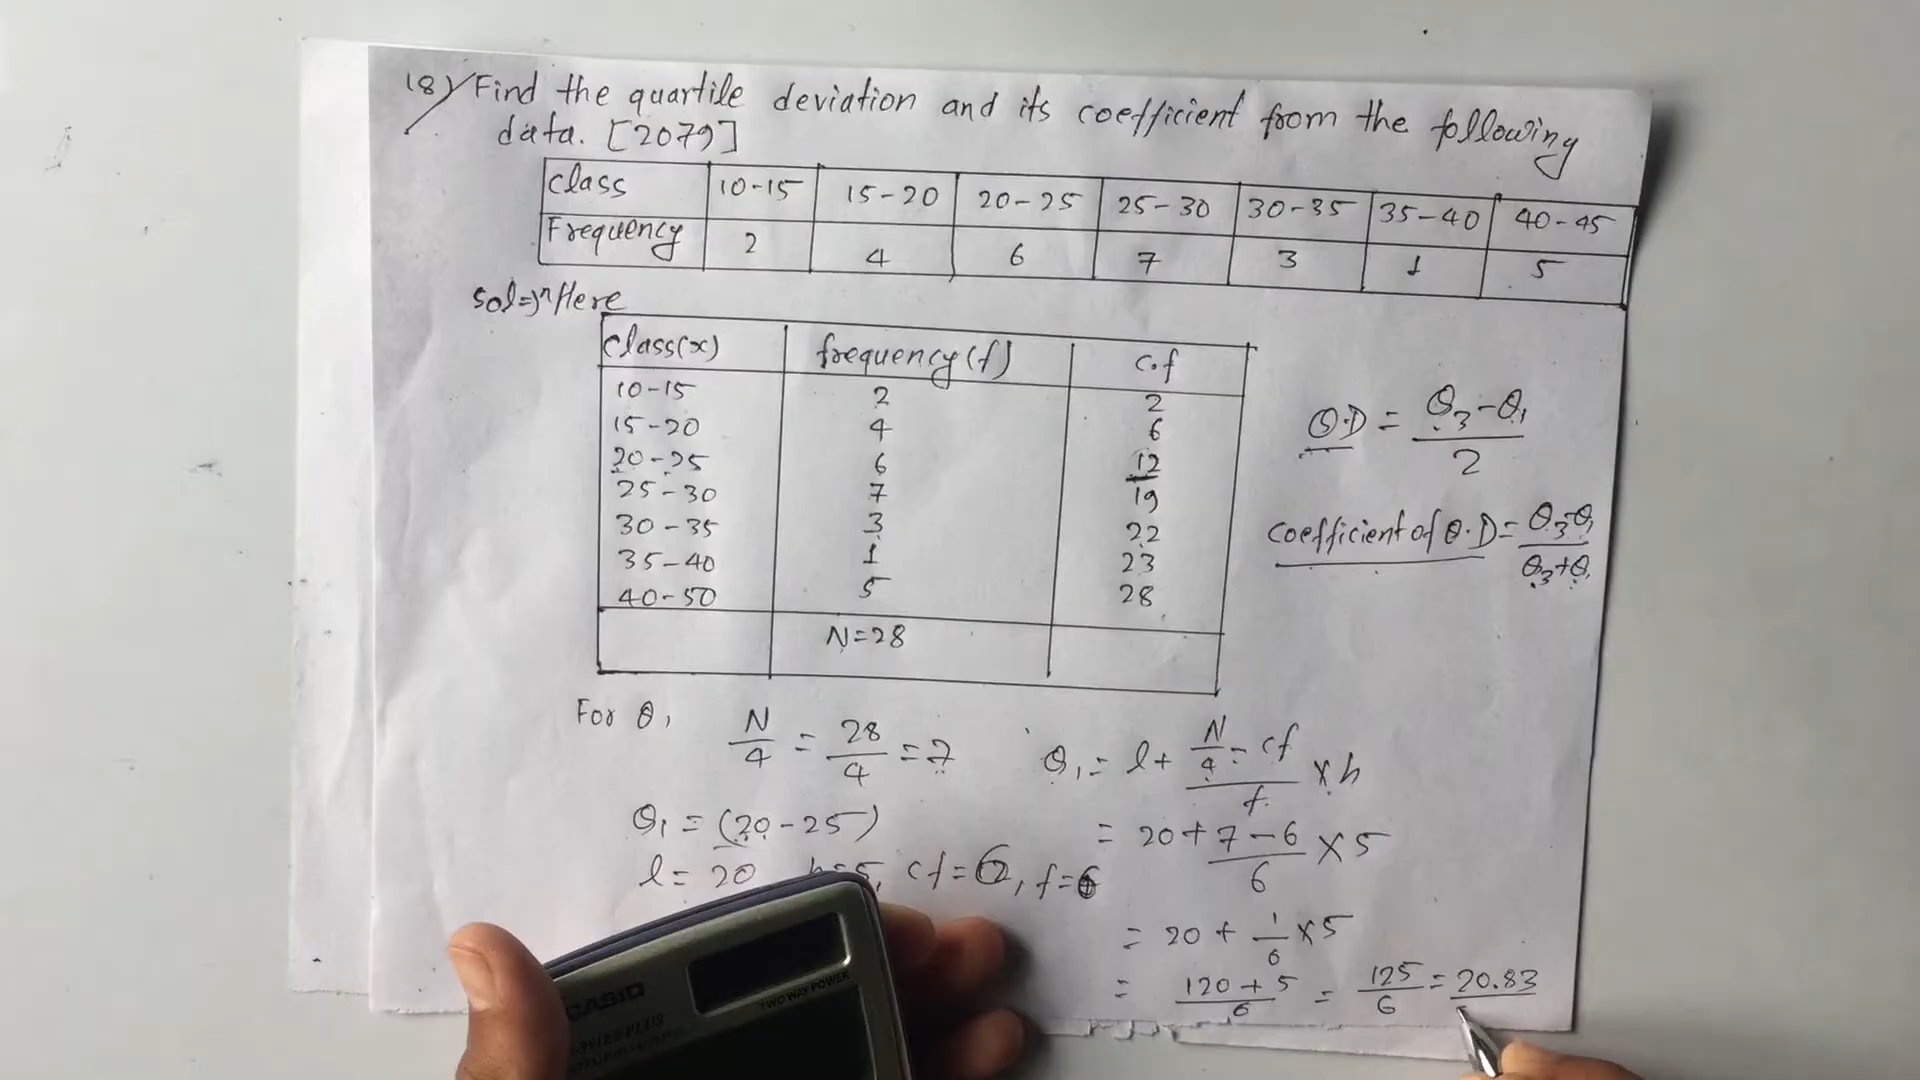 18) Find the quartile deviation and its coefficient from the following
data. [2079]
class 10-15 15-20 20-25 25-30 30-35 35-40 40-45
Frequency 2 4 6 7 3 1 5
sol=)ⁿ Here
class(x) frequency(f) c.f
10-15 2 2
15-20 4 6
20-25 6 12
25-30 7 19
30-35 3 22
35-40 1 23
40-50 5 28
N=28
Q.D = Q₃-Q₁ / 2
coefficient of Q.D = Q₃-Q₁ / Q₃+Q₁
For Q₁ N/4 = 28/4 = 7
Q₁ = (20-25)
l = 20 h=5, cf=6, f=6
Q₁ = l + (N/4 - cf)/f × h
= 20 + (7-6)/6 × 5
= 20 + 1/6 × 5
= (120+5)/6 = 125/6 = 20.83
CASIO
TWO WAY POWER